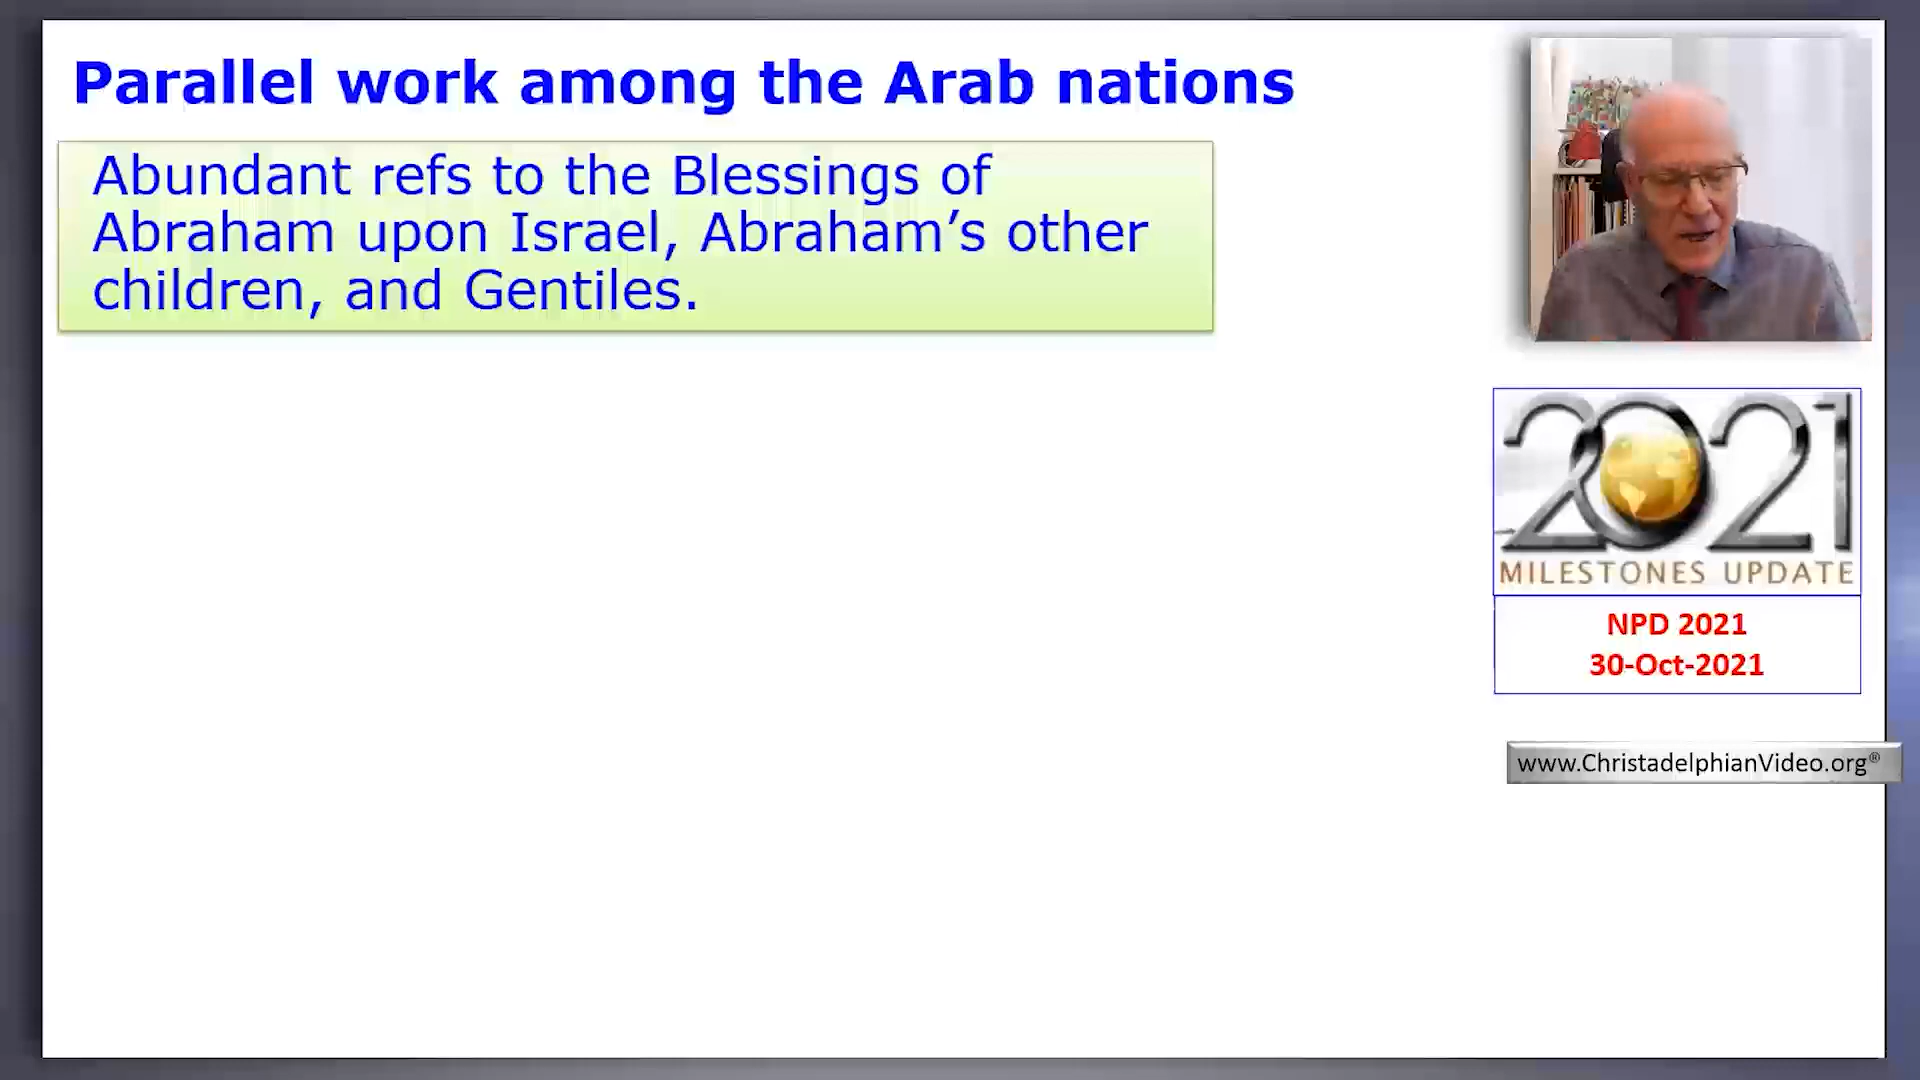 Parallel work among the Arab nations
Abundant refs to the Blessings of
Abraham upon Israel, Abraham’s other
children, and Gentiles.
2021
MILESTONES UPDATE
NPD 2021
30-Oct-2021
www.ChristadelphianVideo.org®